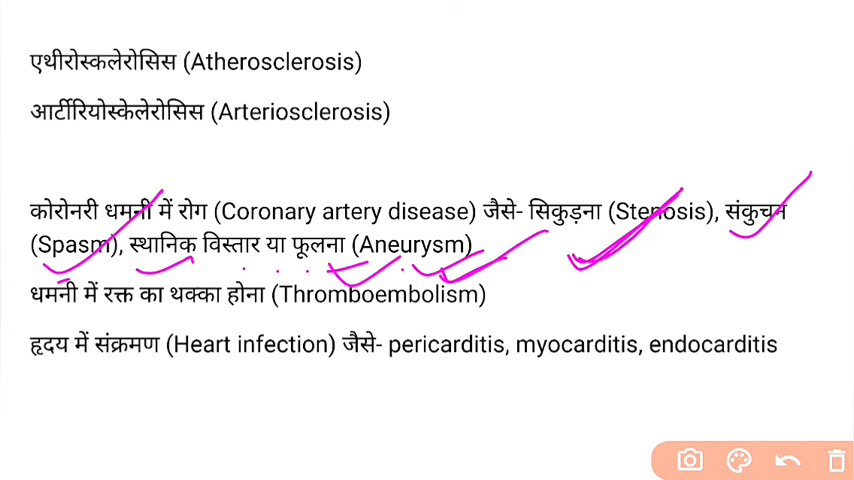 एथीरोस्कलेरोसिस (Atherosclerosis)
आर्टीरियोस्केलेरोसिस (Arteriosclerosis)
कोरोनरी धमनी में रोग (Coronary artery disease) जैसे- सिकुड़ना (Stenosis), संकुचन
(Spasm), स्थानिक विस्तार या फूलना (Aneurysm)
धमनी में रक्त का थक्का होना (Thromboembolism)
हृदय में संक्रमण (Heart infection) जैसे- pericarditis, myocarditis, endocarditis